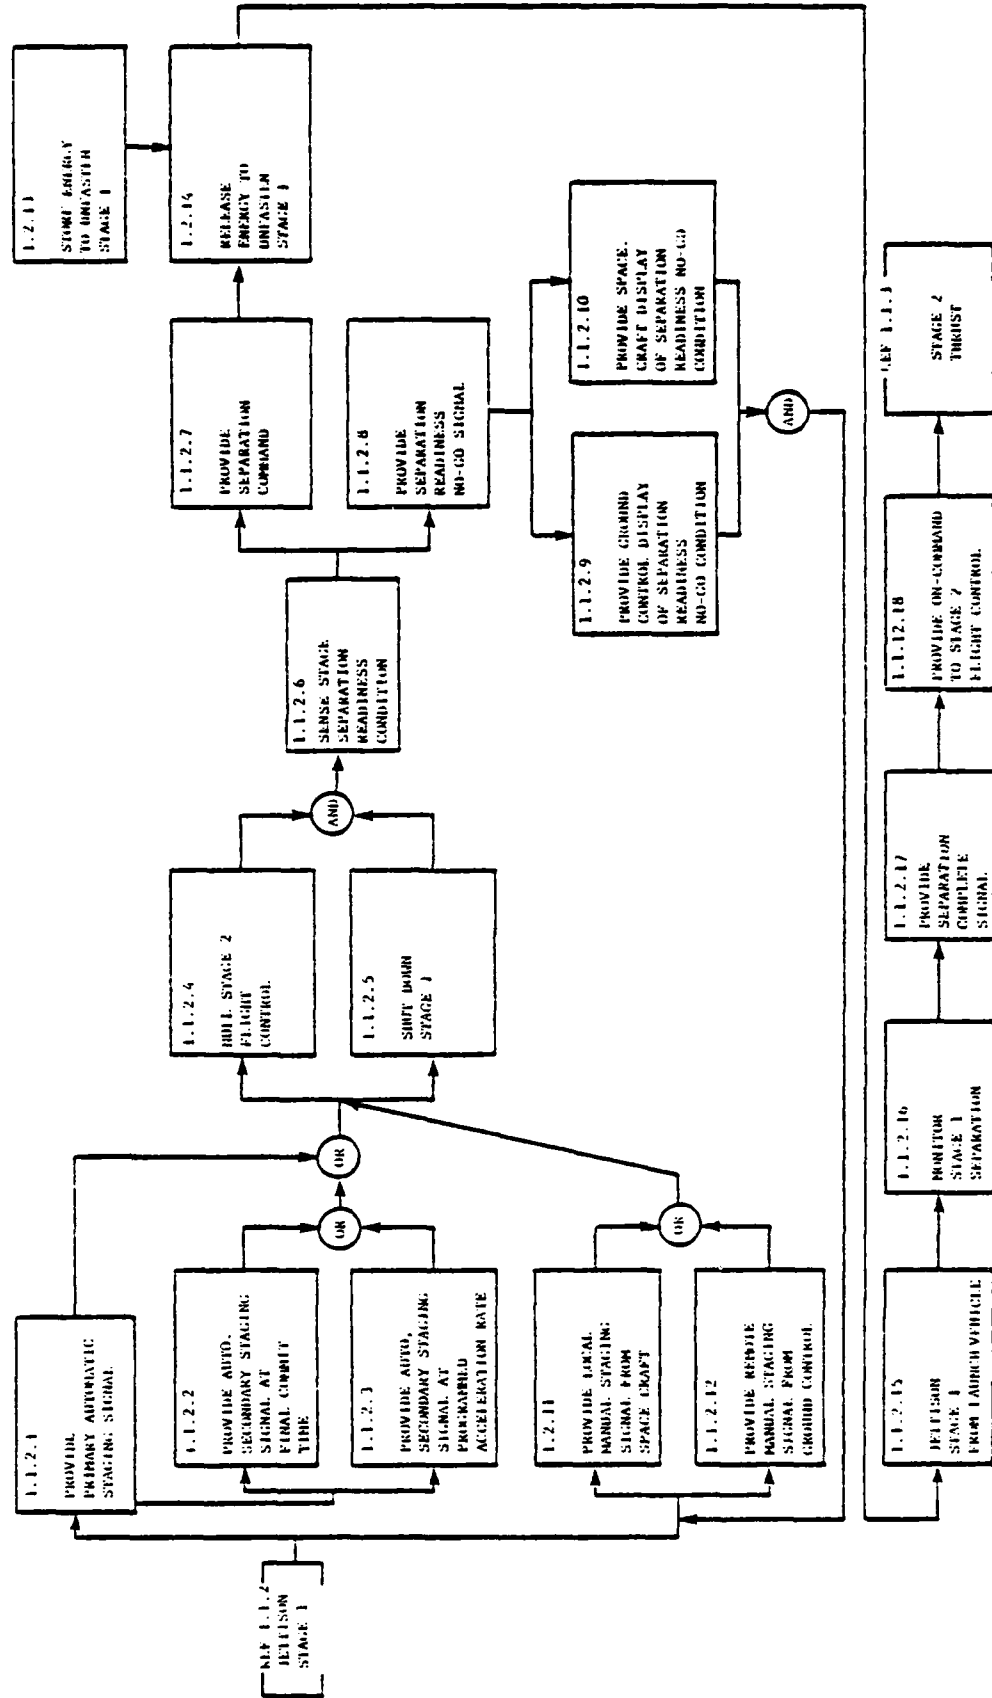 REF 1.1.2
JETTISON
STAGE 1
1.1.2.1
PROVIDE
PRIMARY AUTOMATIC
STAGING SIGNAL
1.1.2.2
PROVIDE AUTO.
SECONDARY STAGING
SIGNAL AT
FINAL COMMIT
TIME
1.1.2.3
PROVIDE AUTO,
SECONDARY STAGING
SIGNAL AT
PROGRAMMED
ACCELERATION RATE
1.2.11
PROVIDE LOCAL
MANUAL STAGING
SIGNAL FROM
SPACE CRAFT
1.1.2.12
PROVIDE REMOTE
MANUAL STAGING
SIGNAL FROM
GROUND CONTROL
OR
OR
OR
1.1.2.4
NULL STAGE 2
FLIGHT
CONTROL
1.1.2.5
SHUT DOWN
STAGE 1
AND
1.1.2.6
SENSE STAGE
SEPARATION
READINESS
CONDITION
1.1.2.7
PROVIDE
SEPARATION
COMMAND
1.1.2.8
PROVIDE
SEPARATION
READINESS
NO-GO SIGNAL
1.1.2.9
PROVIDE GROUND
CONTROL DISPLAY
OF SEPARATION
READINESS
NO-GO CONDITION
1.1.2.10
PROVIDE SPACE.
CRAFT DISPLAY
OF SEPARATION
READINESS NO-GO
CONDITION
AND
1.2.13
STORE ENERGY
TO UNFASTEN
STAGE 1
1.2.14
RELEASE
ENERGY TO
UNFASTEN
STAGE 1
1.1.2.15
JETTISON
STAGE 1
FROM LAUNCH VEHICLE
1.1.2.16
MONITOR
STAGE 1
SEPARATION
1.1.2.17
PROVIDE
SEPARATION
COMPLETE
SIGNAL
1.1.12.18
PROVIDE ON-COMMAND
TO STAGE 2
FLIGHT CONTROL
REF 1.1.3
STAGE 2
THRUST